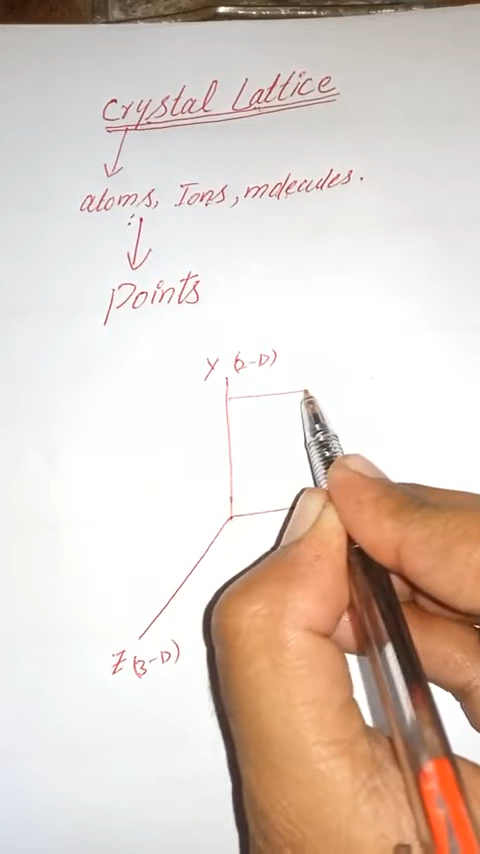 Crystal Lattice
atoms, Ions, molecules.
Points
Y (2-D)
Z (3-D)